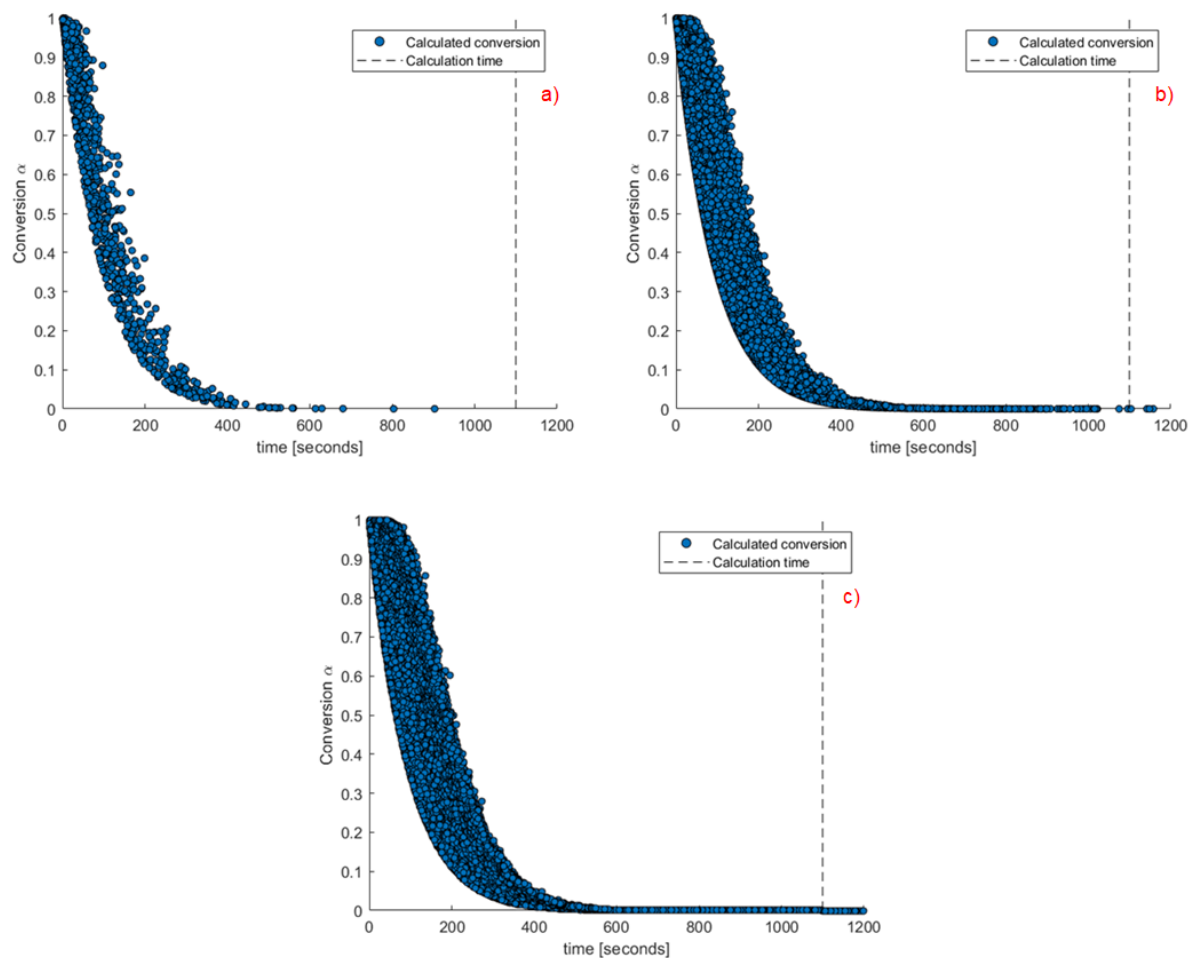 1
0.9
0.8
0.7
0.6
0.5
0.4
0.3
0.2
0.1
0
Conversion α
0 200 400 600 800 1000 1200
time [seconds]
Calculated conversion
Calculation time
a)
1
0.9
0.8
0.7
0.6
0.5
0.4
0.3
0.2
0.1
0
Conversion α
0 200 400 600 800 1000 1200
time [seconds]
Calculated conversion
Calculation time
b)
1
0.9
0.8
0.7
0.6
0.5
0.4
0.3
0.2
0.1
0
Conversion α
0 200 400 600 800 1000 1200
time [seconds]
Calculated conversion
Calculation time
c)